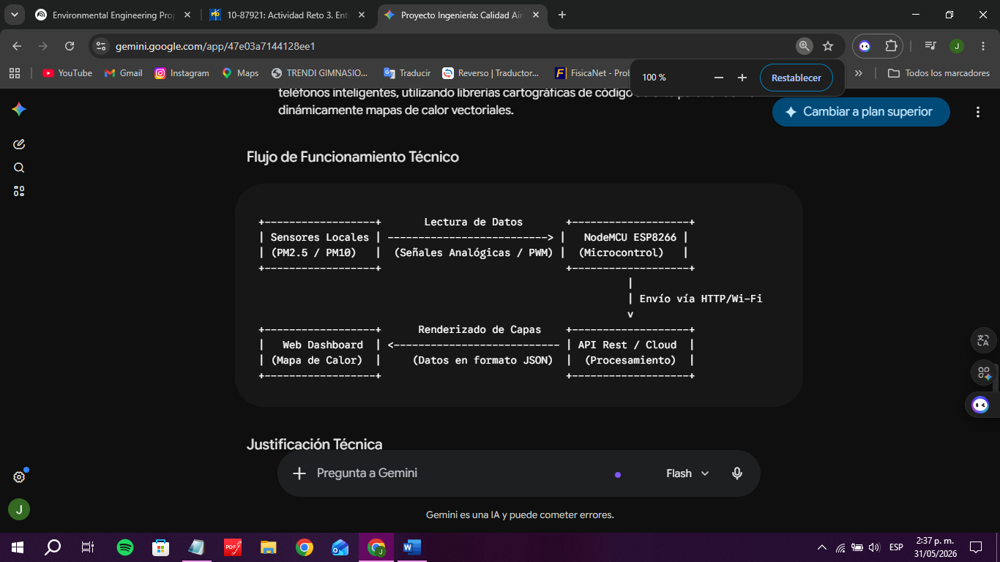 Environmental Engineering Pro
10-87921: Actividad Reto 3. Ent
Proyecto Ingeniería: Calidad Air
gemini.google.com/app/47e03a7144128ee1
YouTube
Gmail
Instagram
Maps
TRENDI GIMNASIO...
Traducir
Reverso | Traductor...
FisicaNet - Prob
100 %
Restablecer
Todos los marcadores
teléfonos inteligentes, utilizando librerías cartográficas de código
dinámicamente mapas de calor vectoriales.
Cambiar a plan superior
Flujo de Funcionamiento Técnico
+------------------+       Lectura de Datos       +-------------------+
| Sensores Locales | --------------------------> |   NodeMCU ESP8266 |
| (PM2.5 / PM10)   |  (Señales Analógicas / PWM) |  (Microcontrol)   |
+------------------+                              +-------------------+
|
| Envío vía HTTP/Wi-Fi
v
+------------------+      Renderizado de Capas    +-------------------+
|   Web Dashboard  | <--------------------------- | API Rest / Cloud  |
| (Mapa de Calor)  |     (Datos en formato JSON)  |  (Procesamiento)  |
+------------------+                              +-------------------+
Justificación Técnica
Pregunta a Gemini
Flash
Gemini es una IA y puede cometer errores.
J
J
ESP
2:37 p. m.
31/05/2026